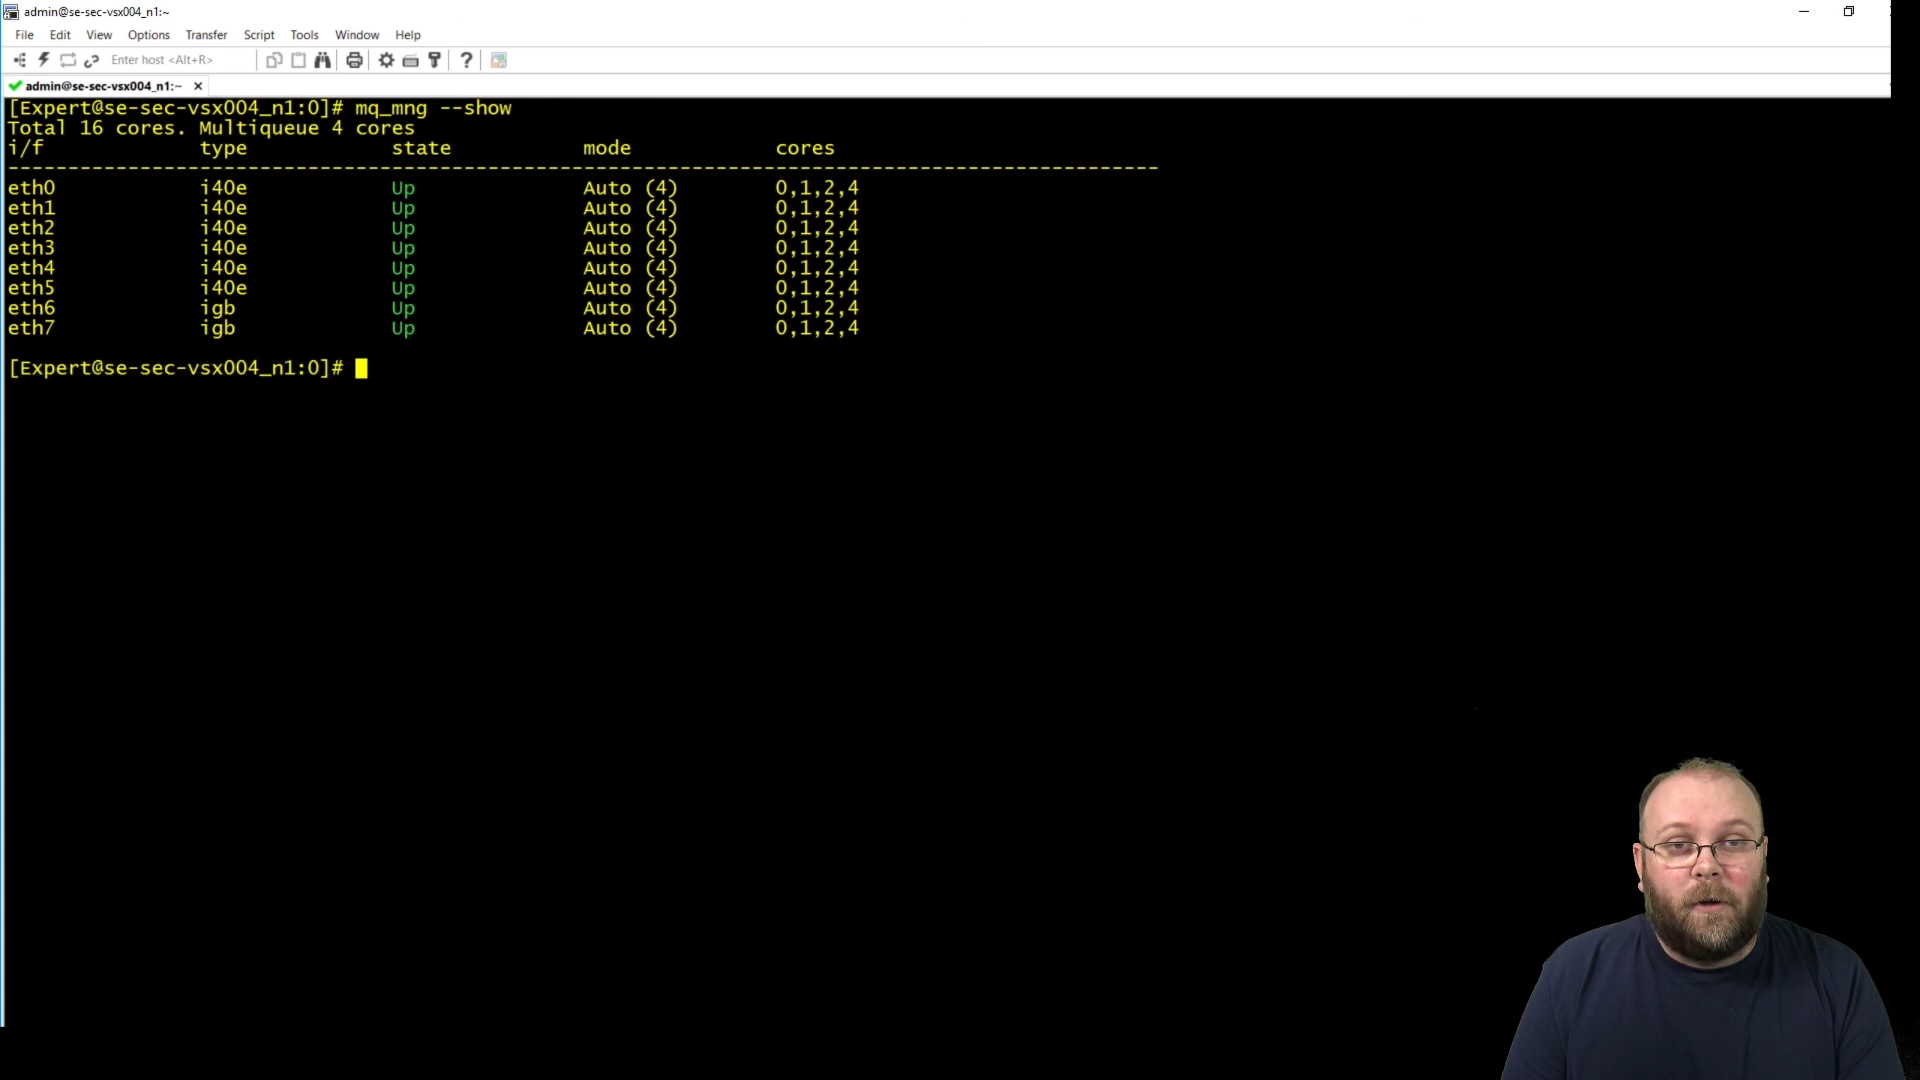 admin@se-sec-vsx004_n1:~
File Edit View Options Transfer Script Tools Window Help
Enter host <Alt+R>
admin@se-sec-vsx004_n1:~
[Expert@se-sec-vsx004_n1:0]# mq_mng --show
Total 16 cores. Multiqueue 4 cores
i/f type state mode cores
------------------------------------------------------------------------------------------------
eth0 i40e Up Auto (4) 0,1,2,4
eth1 i40e Up Auto (4) 0,1,2,4
eth2 i40e Up Auto (4) 0,1,2,4
eth3 i40e Up Auto (4) 0,1,2,4
eth4 i40e Up Auto (4) 0,1,2,4
eth5 i40e Up Auto (4) 0,1,2,4
eth6 igb Up Auto (4) 0,1,2,4
eth7 igb Up Auto (4) 0,1,2,4
[Expert@se-sec-vsx004_n1:0]#